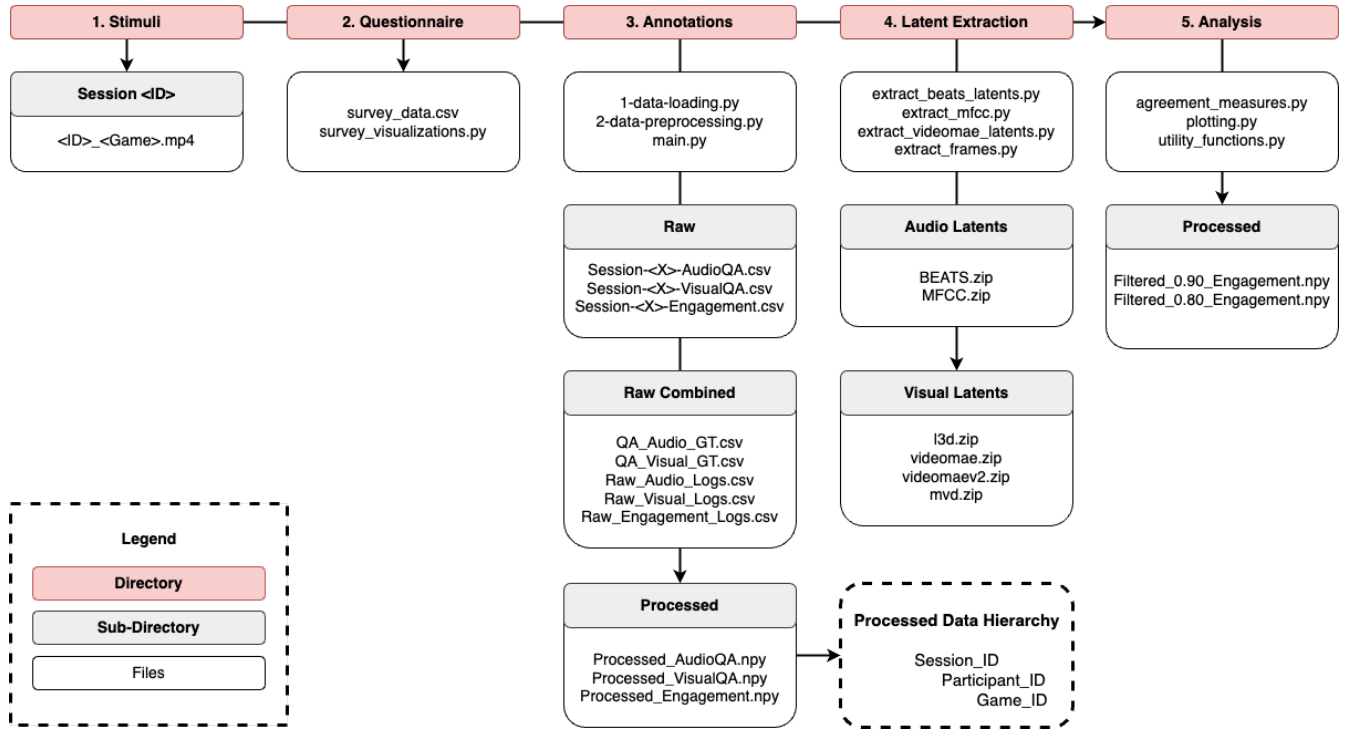 1. Stimuli
2. Questionnaire
3. Annotations
4. Latent Extraction
5. Analysis
Session <ID>
<ID>_<Game>.mp4
survey_data.csv
survey_visualizations.py
1-data-loading.py
2-data-preprocessing.py
main.py
Raw
Session-<X>-AudioQA.csv
Session-<X>-VisualQA.csv
Session-<X>-Engagement.csv
Raw Combined
QA_Audio_GT.csv
QA_Visual_GT.csv
Raw_Audio_Logs.csv
Raw_Visual_Logs.csv
Raw_Engagement_Logs.csv
Processed
Processed_AudioQA.npy
Processed_VisualQA.npy
Processed_Engagement.npy
Processed Data Hierarchy
Session_ID
Participant_ID
Game_ID
extract_beats_latents.py
extract_mfcc.py
extract_videomae_latents.py
extract_frames.py
Audio Latents
BEATS.zip
MFCC.zip
Visual Latents
I3d.zip
videomae.zip
videomaev2.zip
mvd.zip
agreement_measures.py
plotting.py
utility_functions.py
Processed
Filtered_0.90_Engagement.npy
Filtered_0.80_Engagement.npy
Legend
Directory
Sub-Directory
Files